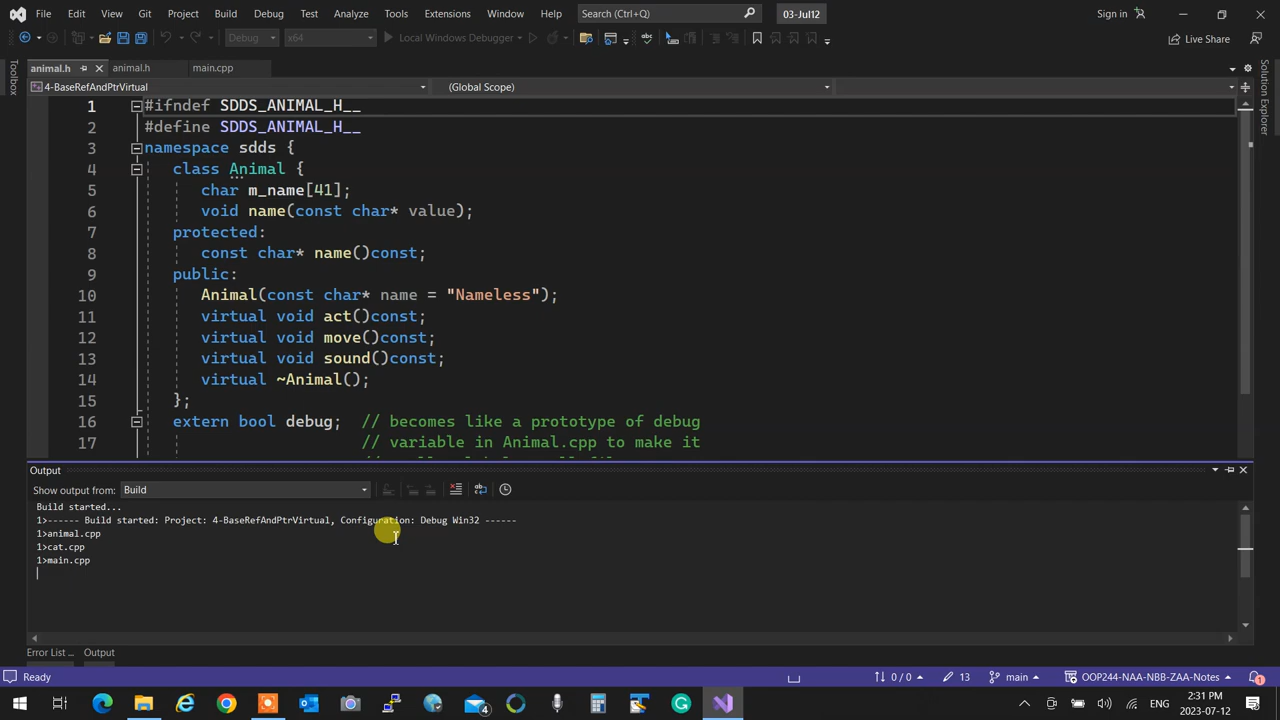 File Edit View Git Project Build Debug Test Analyze Tools Extensions Window Help Search (Ctrl+Q) 03-Jul12 Sign in
Debug x64 Local Windows Debugger Live Share
Toolbox
animal.h animal.h main.cpp
4-BaseRefAndPtrVirtual (Global Scope)
Solution Explorer
1 #ifndef SDDS_ANIMAL_H__
2 #define SDDS_ANIMAL_H__
3 namespace sdds {
4 class Animal {
5 char m_name[41];
6 void name(const char* value);
7 protected:
8 const char* name()const;
9 public:
10 Animal(const char* name = "Nameless");
11 virtual void act()const;
12 virtual void move()const;
13 virtual void sound()const;
14 virtual ~Animal();
15 };
16 extern bool debug; // becomes like a prototype of debug
17 // variable in Animal.cpp to make it
Output
Show output from: Build
Build started...
1>------ Build started: Project: 4-BaseRefAndPtrVirtual, Configuration: Debug Win32 ------
1>animal.cpp
1>cat.cpp
1>main.cpp
Error List ... Output
Ready 0 / 0 13 main OOP244-NAA-NBB-ZAA-Notes 1
4 ENG 2:31 PM
2023-07-12